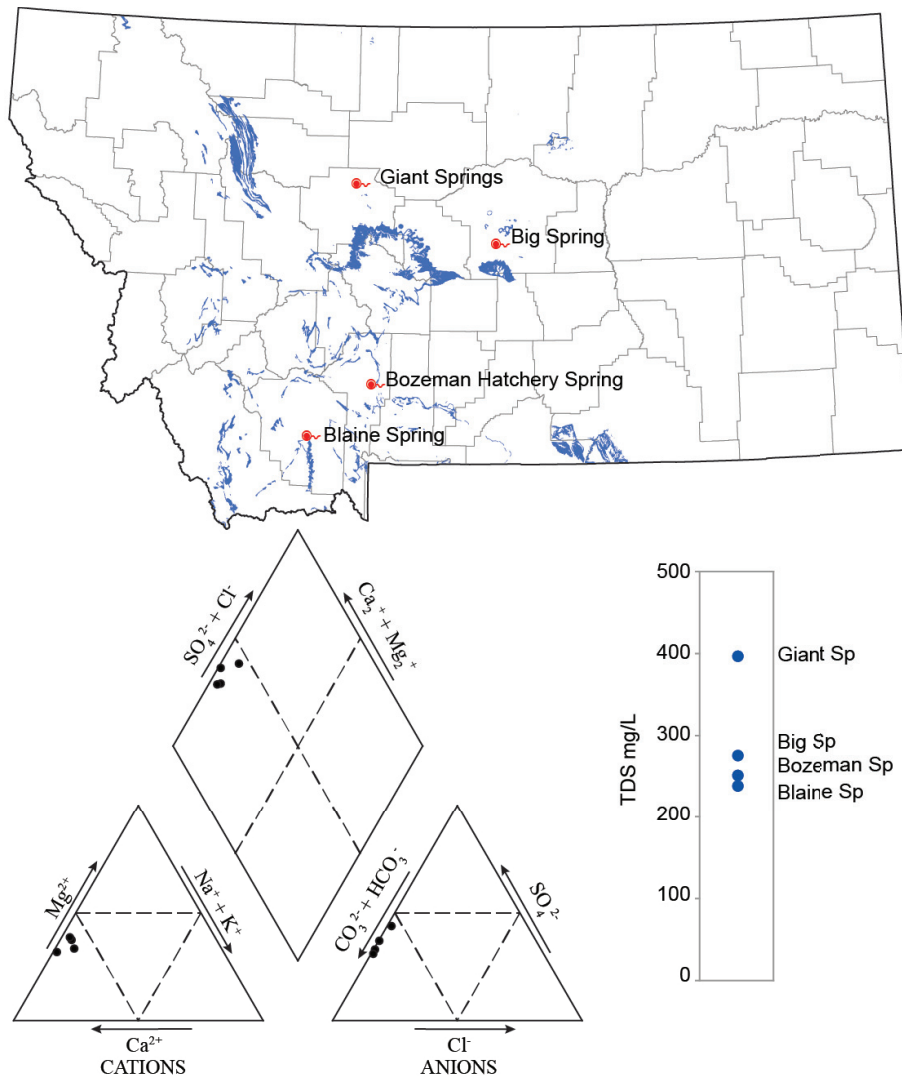 Giant Springs
Big Spring
Bozeman Hatchery Spring
Blaine Spring
SO₄²⁻ + Cl⁻
Ca₂⁺ + Mg₂⁺
Mg²⁺
Na⁺ + K⁺
Ca²⁺
CATIONS
CO₃²⁻ + HCO₃⁻
SO₄²⁻
Cl⁻
ANIONS
TDS mg/L
500
400
300
200
100
0
Giant Sp
Big Sp
Bozeman Sp
Blaine Sp